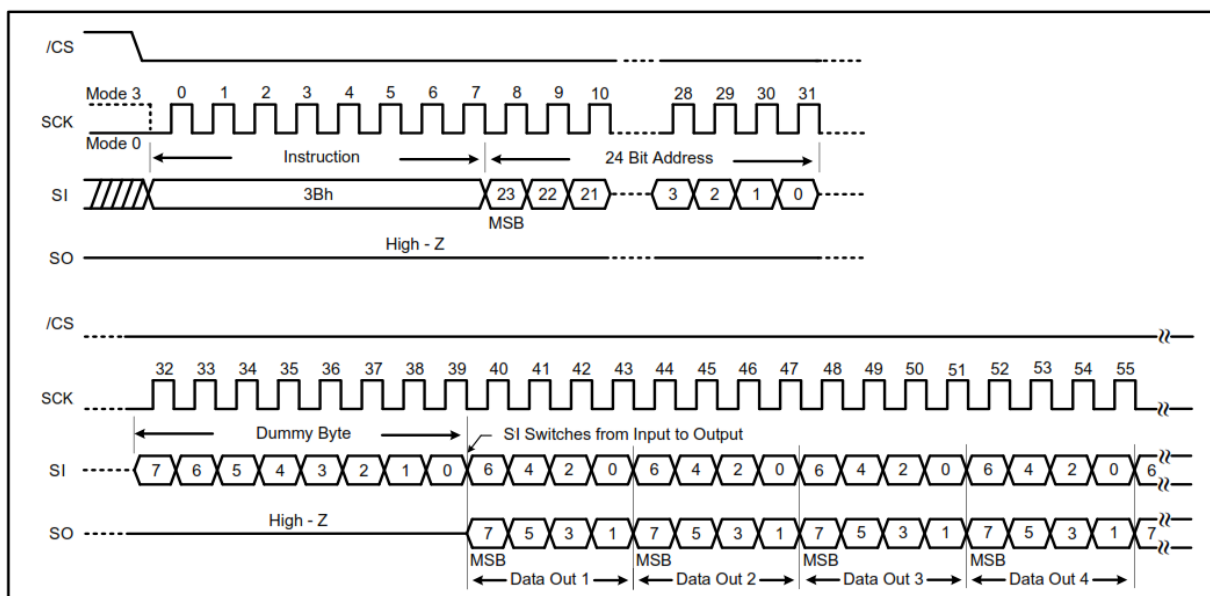 /CS
Mode 3 0 1 2 3 4 5 6 7 8 9 10 28 29 30 31
SCK
Mode 0
Instruction 24 Bit Address
SI 3Bh 23 22 21 3 2 1 0
MSB
High - Z
SO
/CS
32 33 34 35 36 37 38 39 40 41 42 43 44 45 46 47 48 49 50 51 52 53 54 55
SCK
Dummy Byte SI Switches from Input to Output
SI 7 6 5 4 3 2 1 0 6 4 2 0 6 4 2 0 6 4 2 0 6 4 2 0 6
High - Z
SO 7 5 3 1 7 5 3 1 7 5 3 1 7 5 3 1 7
MSB MSB MSB MSB
Data Out 1 Data Out 2 Data Out 3 Data Out 4